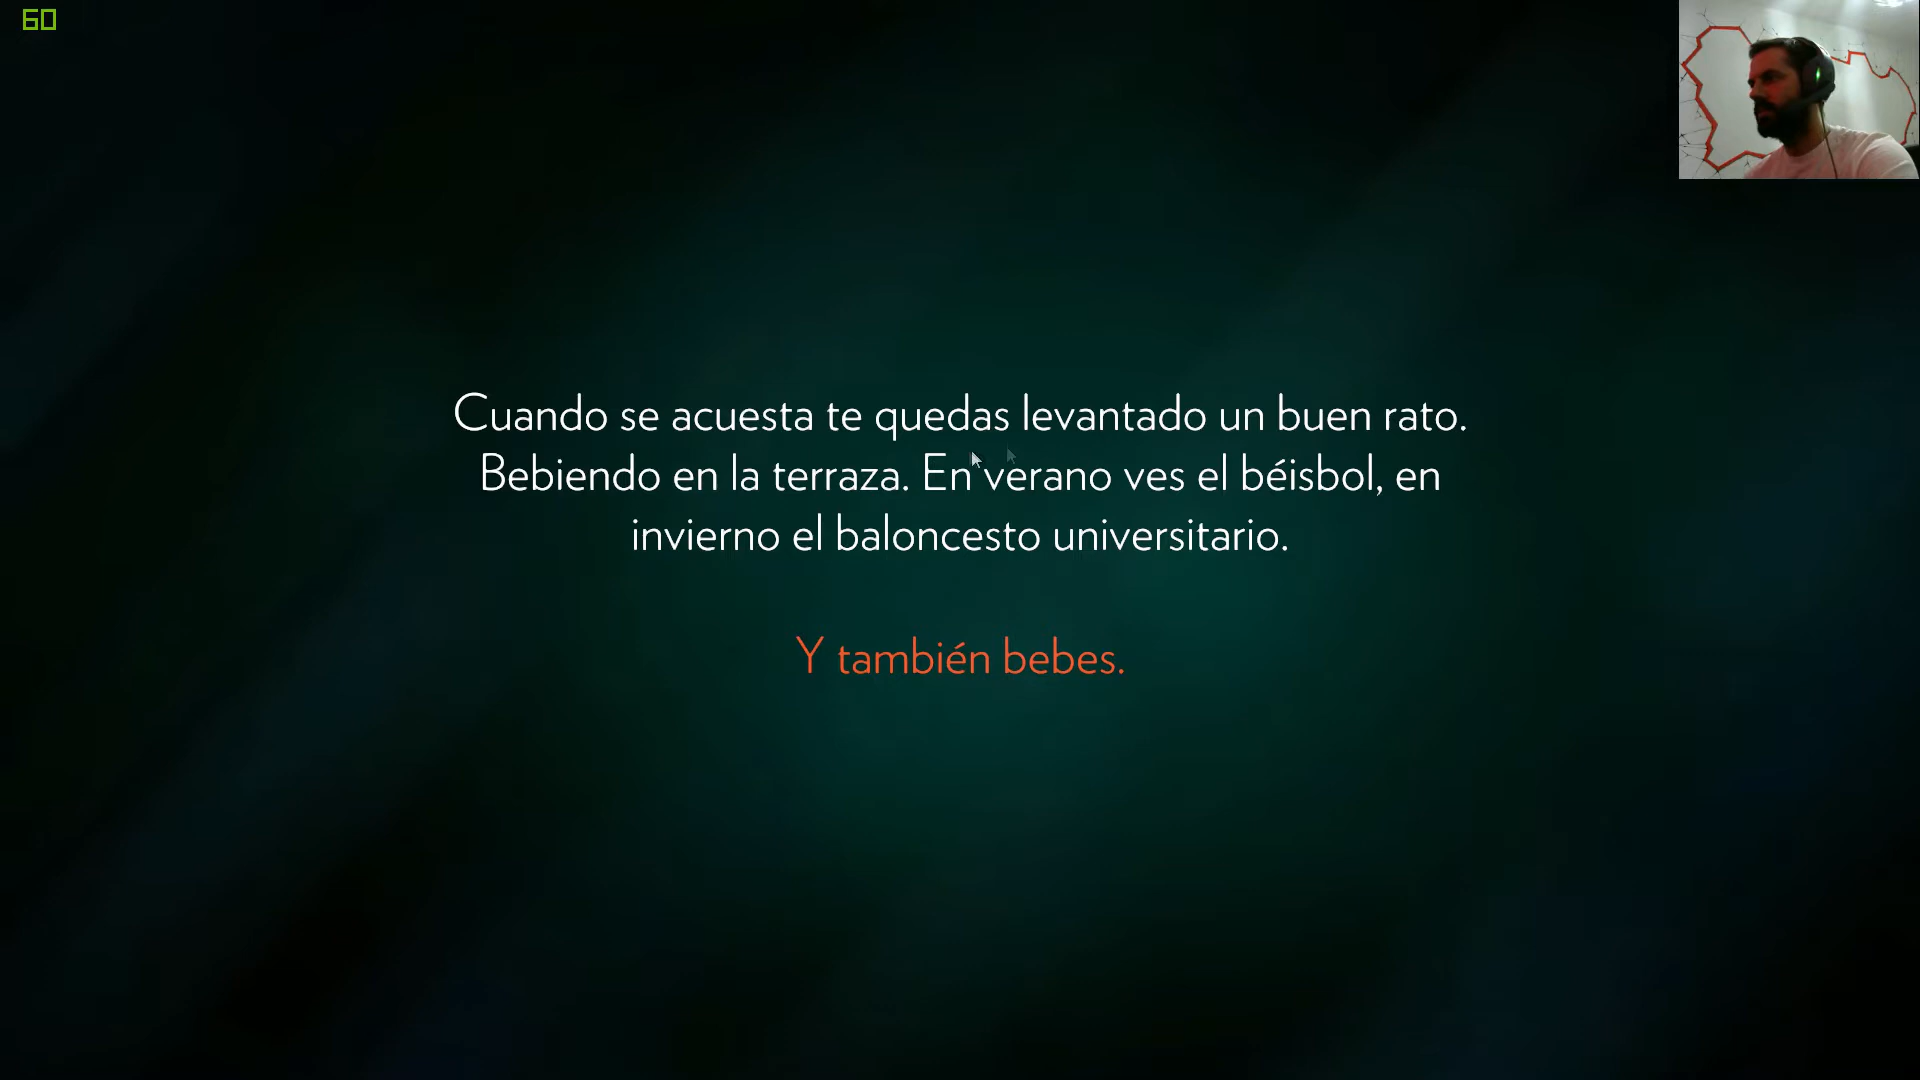 60
Cuando se acuesta te quedas levantado un buen rato.
Bebiendo en la terraza. En verano ves el béisbol, en
invierno el baloncesto universitario.
Y también bebes.